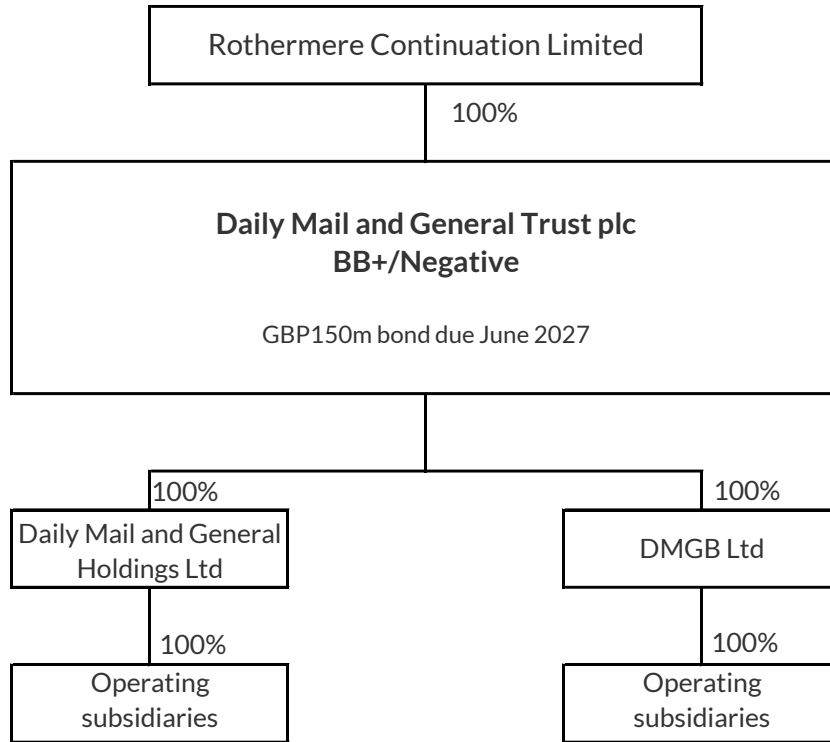 Rothermere Continuation Limited
100%
Daily Mail and General Trust plc
BB+/Negative
GBP150m bond due June 2027
100%
100%
Daily Mail and General
Holdings Ltd
DMGB Ltd
100%
100%
Operating
subsidiaries
Operating
subsidiaries